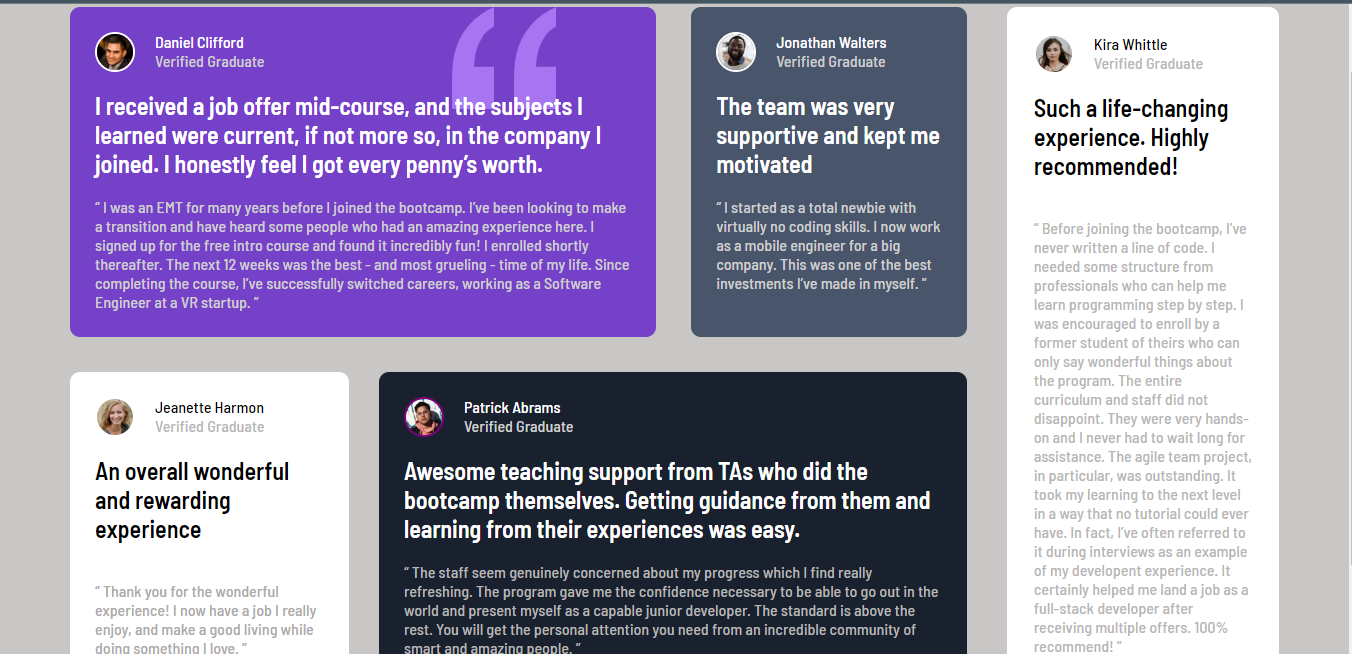 Daniel Clifford
Verified Graduate
I received a job offer mid-course, and the subjects I
learned were current, if not more so, in the company I
joined. I honestly feel I got every penny’s worth.
“ I was an EMT for many years before I joined the bootcamp. I’ve been looking to make
a transition and have heard some people who had an amazing experience here. I
signed up for the free intro course and found it incredibly fun! I enrolled shortly
thereafter. The next 12 weeks was the best - and most grueling - time of my life. Since
completing the course, I’ve successfully switched careers, working as a Software
Engineer at a VR startup. ”
Jonathan Walters
Verified Graduate
The team was very
supportive and kept me
motivated
“ I started as a total newbie with
virtually no coding skills. I now work
as a mobile engineer for a big
company. This was one of the best
investments I’ve made in myself. ”
Kira Whittle
Verified Graduate
Such a life-changing
experience. Highly
recommended!
“ Before joining the bootcamp, I’ve
never written a line of code. I
needed some structure from
professionals who can help me
learn programming step by step. I
was encouraged to enroll by a
former student of theirs who can
only say wonderful things about
the program. The entire
curriculum and staff did not
disappoint. They were very hands-
on and I never had to wait long for
assistance. The agile team project,
in particular, was outstanding. It
took my learning to the next level
in a way that no tutorial could ever
have. In fact, I’ve often referred to
it during interviews as an example
of my developent experience. It
certainly helped me land a job as a
full-stack developer after
receiving multiple offers. 100%
recommend! ”
Jeanette Harmon
Verified Graduate
An overall wonderful
and rewarding
experience
“ Thank you for the wonderful
experience! I now have a job I really
enjoy, and make a good living while
doing something I love. ”
Patrick Abrams
Verified Graduate
Awesome teaching support from TAs who did the
bootcamp themselves. Getting guidance from them and
learning from their experiences was easy.
“ The staff seem genuinely concerned about my progress which I find really
refreshing. The program gave me the confidence necessary to be able to go out in the
world and present myself as a capable junior developer. The standard is above the
rest. You will get the personal attention you need from an incredible community of
smart and amazing people. ”